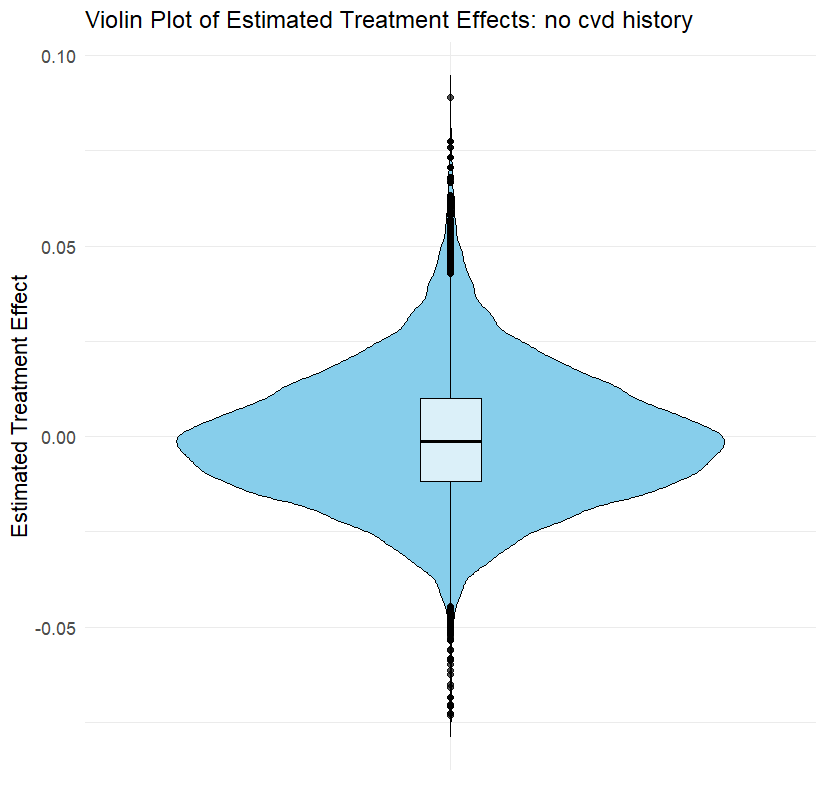 Violin Plot of Estimated Treatment Effects: no cvd history
Estimated Treatment Effect
0.10
0.05
0.00
-0.05